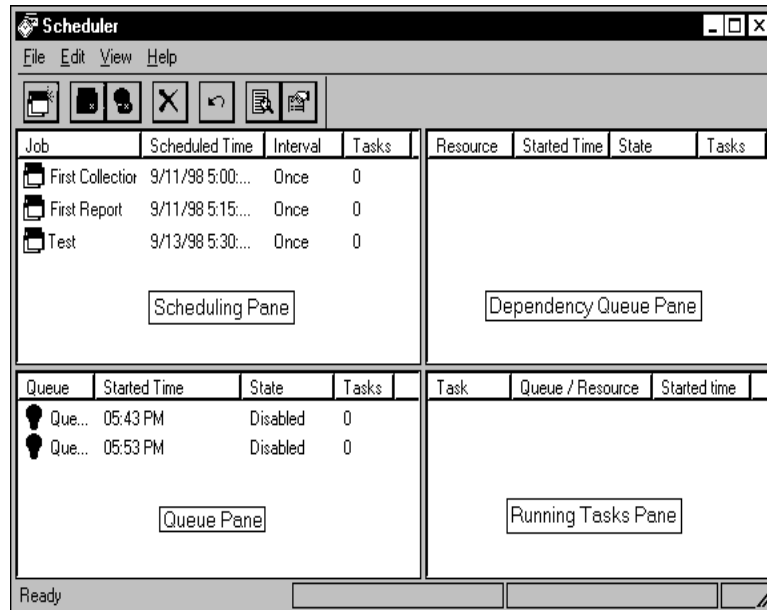 Scheduler
File Edit View Help
Job Scheduled Time Interval Tasks
First Collection 9/11/98 5:00:... Once 0
First Report 9/11/98 5:15:... Once 0
Test 9/13/98 5:30:... Once 0
Scheduling Pane
Resource Started Time State Tasks
Dependency Queue Pane
Queue Started Time State Tasks
Que... 05:43 PM Disabled 0
Que... 05:53 PM Disabled 0
Queue Pane
Task Queue / Resource Started time
Running Tasks Pane
Ready